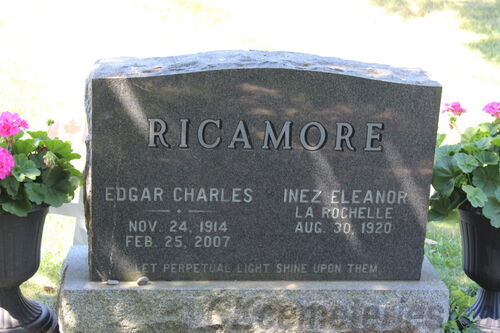 RICAMORE
EDGAR CHARLES
NOV. 24, 1914
FEB. 25, 2007
INEZ ELEANOR
LA ROCHELLE
AUG. 30, 1920
LET PERPETUAL LIGHT SHINE UPON THEM